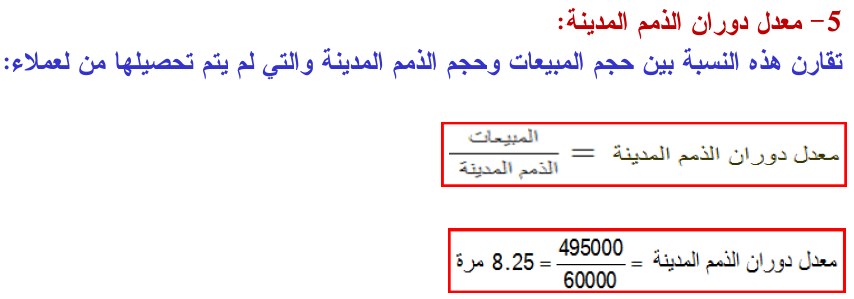 5- معدل دوران الذمم المدينة:
تقارن هذه النسبة بين حجم المبيعات وحجم الذمم المدينة والتي لم يتم تحصيلها من لعملاء:
معدل دوران الذمم المدينة = المبيعات / الذمم المدينة
معدل دوران الذمم المدينة = 495000 / 60000 = 8.25 مرة